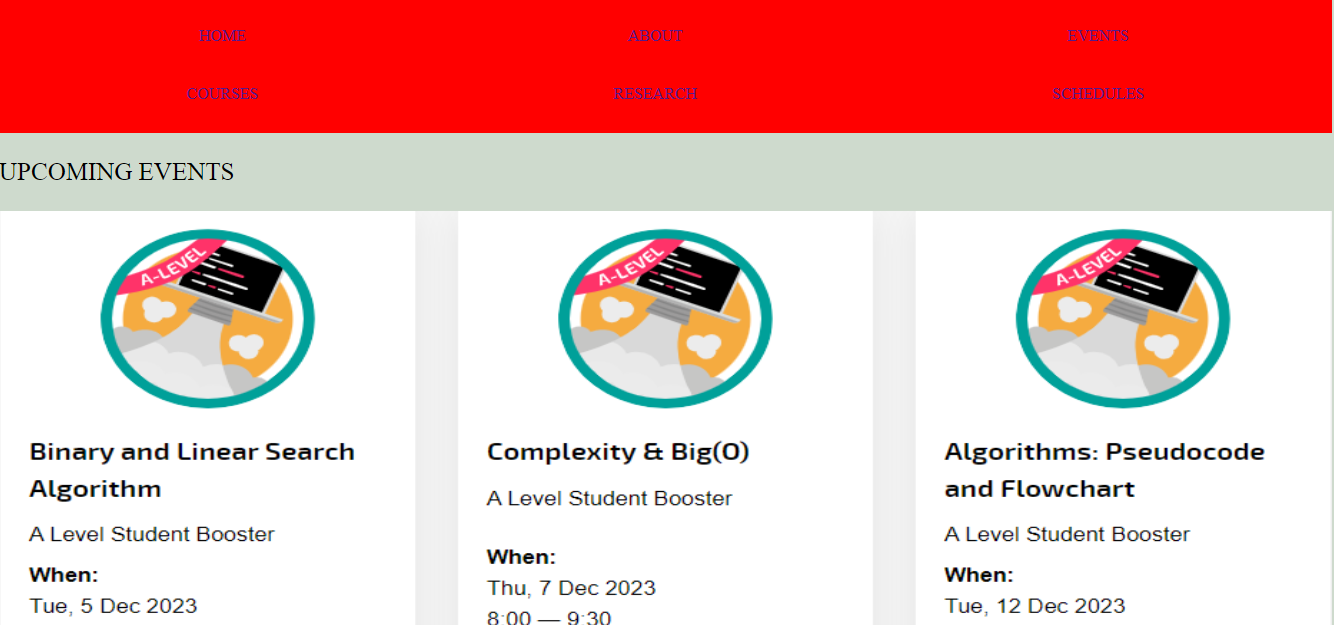 HOME ABOUT EVENTS
COURSES RESEARCH SCHEDULES
UPCOMING EVENTS
A-LEVEL
Binary and Linear Search
Algorithm
A Level Student Booster
When:
Tue, 5 Dec 2023
A-LEVEL
Complexity & Big(O)
A Level Student Booster
When:
Thu, 7 Dec 2023
8:00 — 9:30
A-LEVEL
Algorithms: Pseudocode
and Flowchart
A Level Student Booster
When:
Tue, 12 Dec 2023